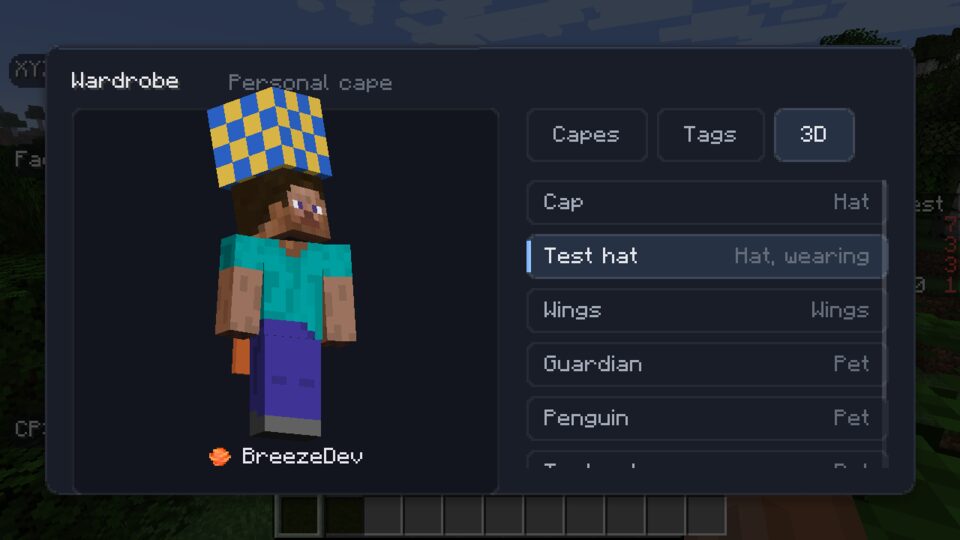 XYZ
Wardrobe
Personal cape
Capes
Tags
3D
Cap
Hat
Test hat
Hat, wearing
Wings
Wings
Guardian
Pet
Penguin
Pet
BreezeDev